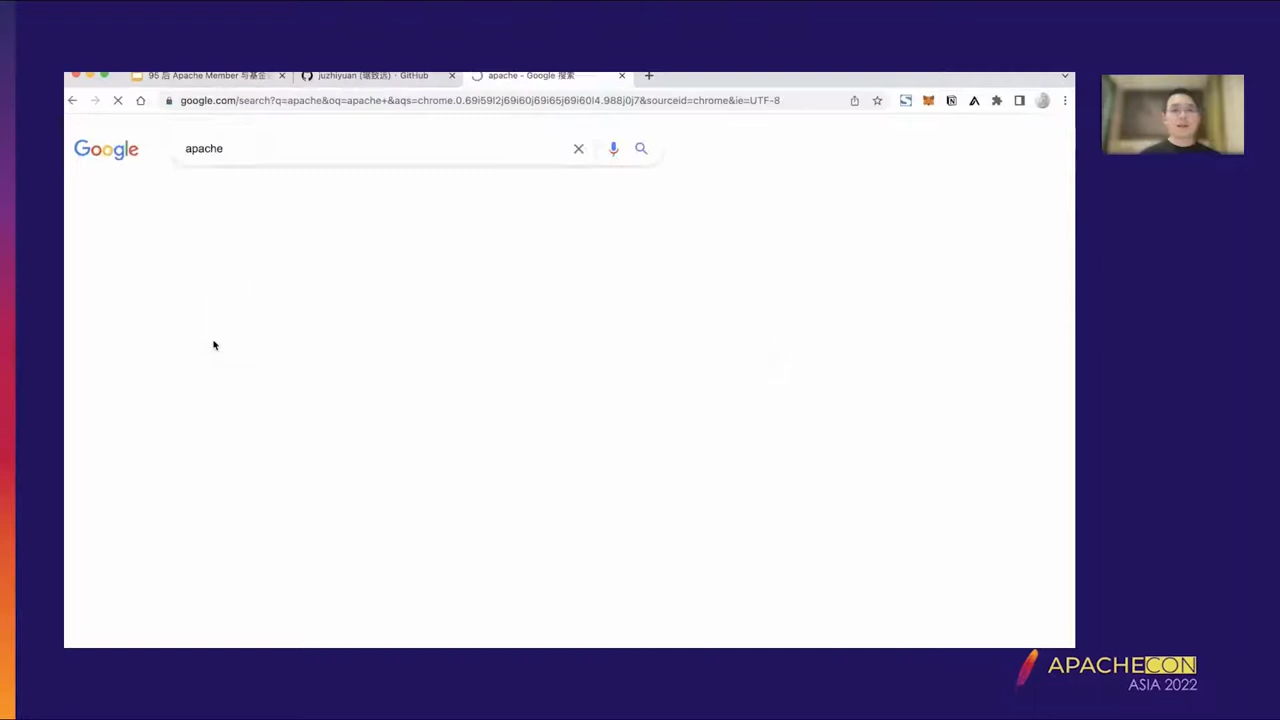 95 后 Apache Member 与基金
juzhiyuan (琚致远) · GitHub
apache - Google 搜索
google.com/search?q=apache&oq=apache+&aqs=chrome.0.69i59l2j69i60j69i65j69i60l4.988j0j7&sourceid=chrome&ie=UTF-8
Google
apache
APACHECON
ASIA 2022